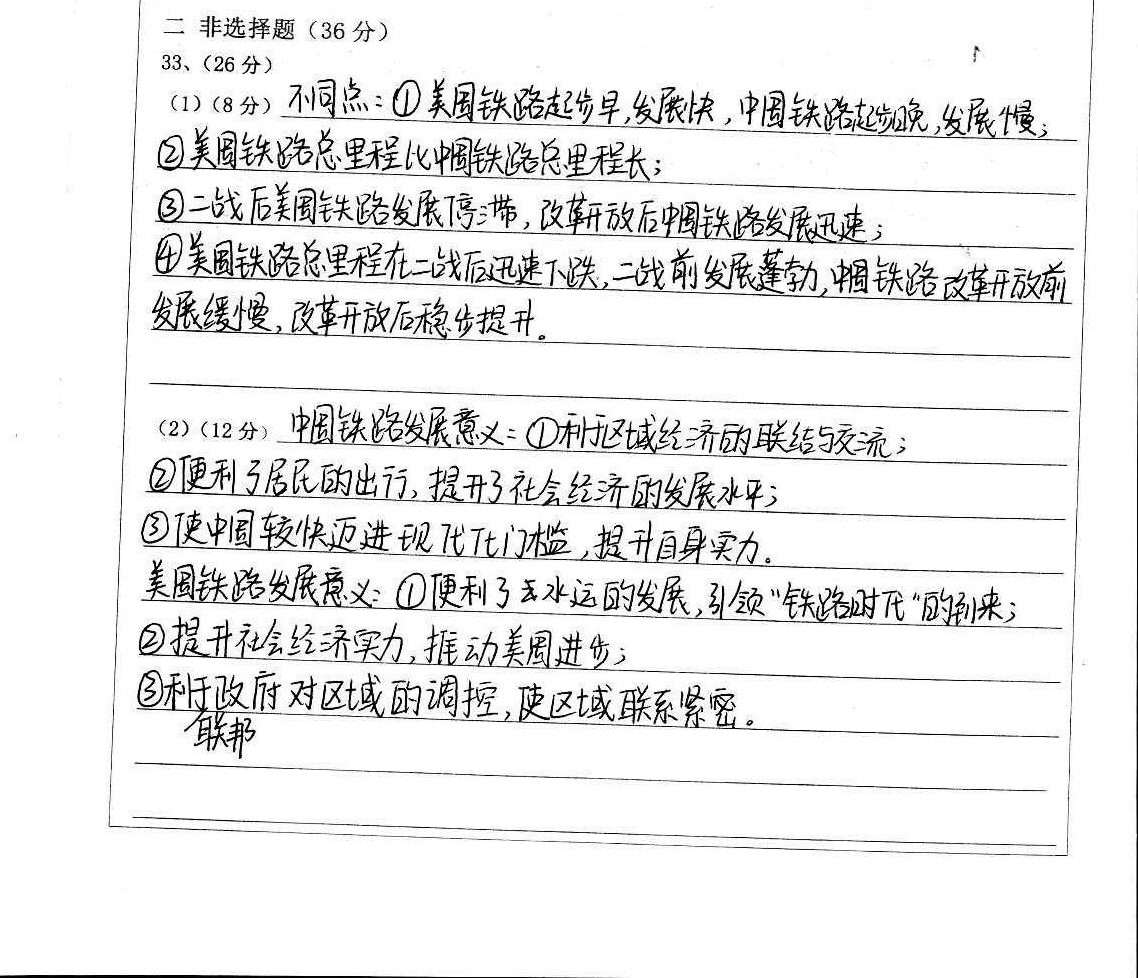 二 非选择题（36 分）
33、（26 分）
（1）（8 分） 不同点：①美国铁路起步早,发展快，中国铁路起步晚,发展慢;
②美国铁路总里程比中国铁路总里程长;
③二战后美国铁路发展停滞,改革开放后中国铁路发展迅速;
④美国铁路总里程在二战后迅速下跌,二战前发展蓬勃,中国铁路改革开放前
发展缓慢,改革开放后稳步提升。
（2）（12 分） 中国铁路发展意义：①利于区域经济的联结与交流;
②便利了居民的出行,提升了社会经济的发展水平;
③使中国较快迈进现代化门槛,提升自身实力。
美国铁路发展意义：①便利了水运的发展,引领"铁路时代"的到来;
②提升社会经济实力,推动美国进步;
③利于政府对区域的调控,使区域联系紧密。
联邦